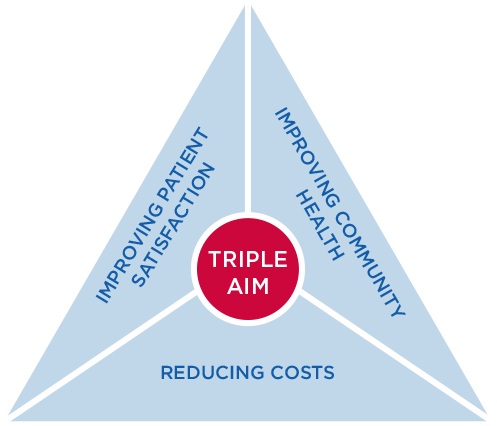 IMPROVING PATIENT
SATISFACTION
IMPROVING COMMUNITY
HEALTH
TRIPLE
AIM
REDUCING COSTS